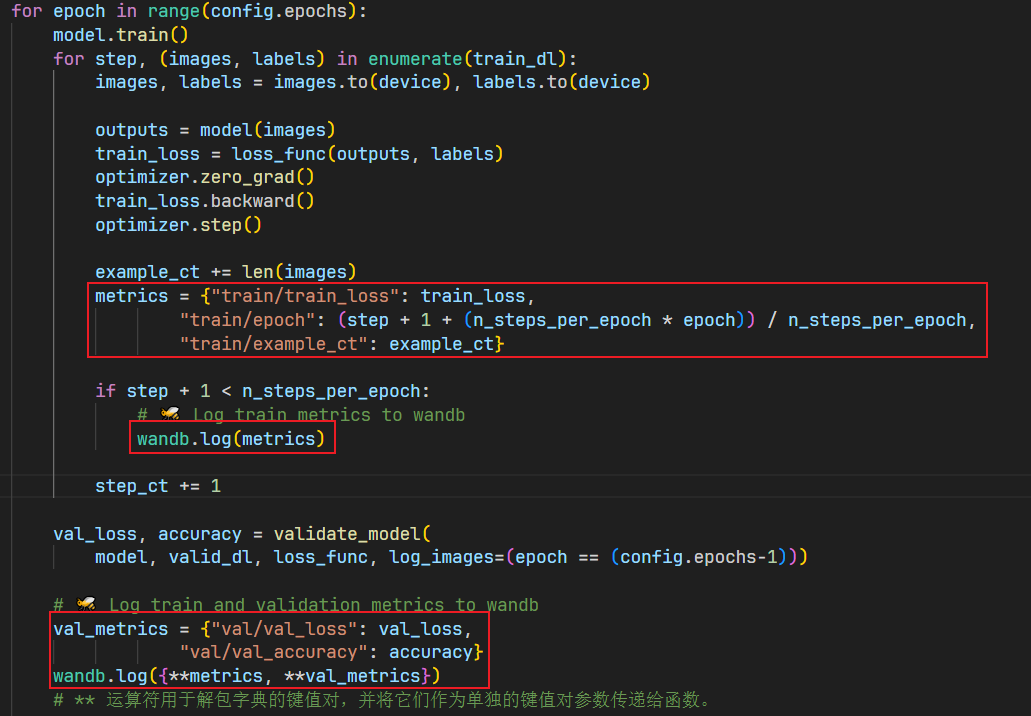 for epoch in range(config.epochs):
    model.train()
    for step, (images, labels) in enumerate(train_dl):
        images, labels = images.to(device), labels.to(device)

        outputs = model(images)
        train_loss = loss_func(outputs, labels)
        optimizer.zero_grad()
        train_loss.backward()
        optimizer.step()

        example_ct += len(images)
        metrics = {"train/train_loss": train_loss,
                "train/epoch": (step + 1 + (n_steps_per_epoch * epoch)) / n_steps_per_epoch,
                "train/example_ct": example_ct}

        if step + 1 < n_steps_per_epoch:
            # 🐝 Log train metrics to wandb
            wandb.log(metrics)

        step_ct += 1

    val_loss, accuracy = validate_model(
        model, valid_dl, loss_func, log_images=(epoch == (config.epochs-1)))

    # 🐝 Log train and validation metrics to wandb
    val_metrics = {"val/val_loss": val_loss,
                "val/val_accuracy": accuracy}
    wandb.log({**metrics, **val_metrics})
    # ** 运算符用于解包字典的键值对，并将它们作为单独的键值对参数传递给函数。